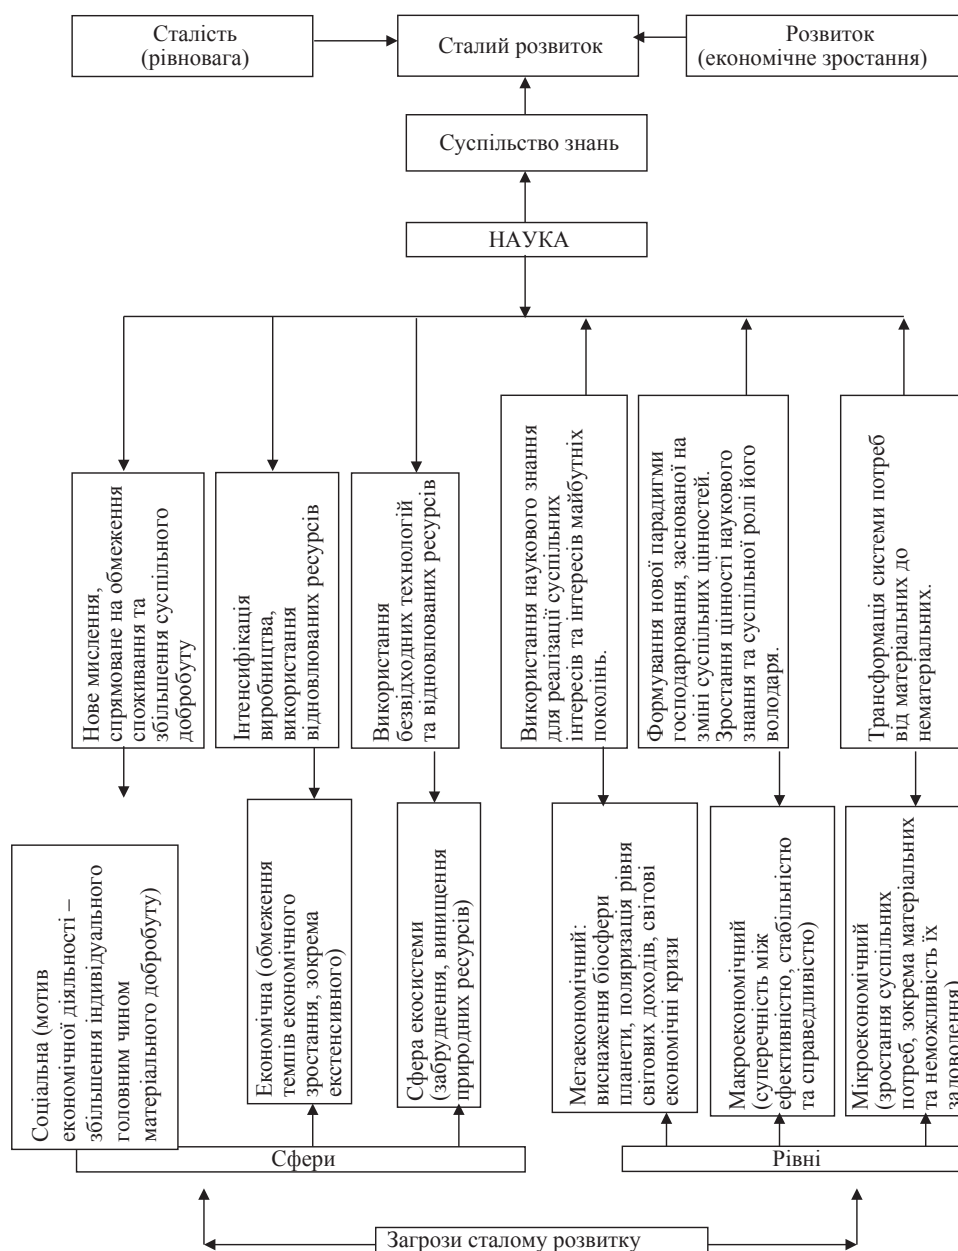 Сталість
(рівновага)
Сталий розвиток
Розвиток
(економічне зростання)
Суспільство знань
НАУКА
Нове мислення,
спрямоване на обмеження
споживання та
збільшення суспільного
добробуту
Інтенсифікація
виробництва,
використання
відновлюваних ресурсів
Використання
безвідходних технологій
та відновлюваних ресурсів
Використання наукового знання
для реалізації суспільних
інтересів та інтересів майбутніх
поколінь.
Формування нової парадигми
господарювання, заснованої на
зміні суспільних цінностей.
Зростання цінності наукового
знання та суспільної ролі його
володаря.
Трансформація системи потреб
від матеріальних до
нематеріальних.
Соціальна (мотив
економічної діяльності –
збільшення індивідуального
головним чином
матеріального добробуту)
Економічна (обмеження
темпів економічного
зростання, зокрема
екстенсивного)
Сфера екосистеми
(забруднення, винищення
природних ресурсів)
Мегаекономічний:
виснаження біосфери
планети, поляризація рівня
світових доходів, світові
економічні кризи
Макроекономічний
(суперечність між
ефективністю, стабільністю
та справедливістю)
Мікроекономічний
(зростання суспільних
потреб, зокрема матеріальних
та неможливість їх
задоволення)
Сфери
Рівні
Загрози сталому розвитку